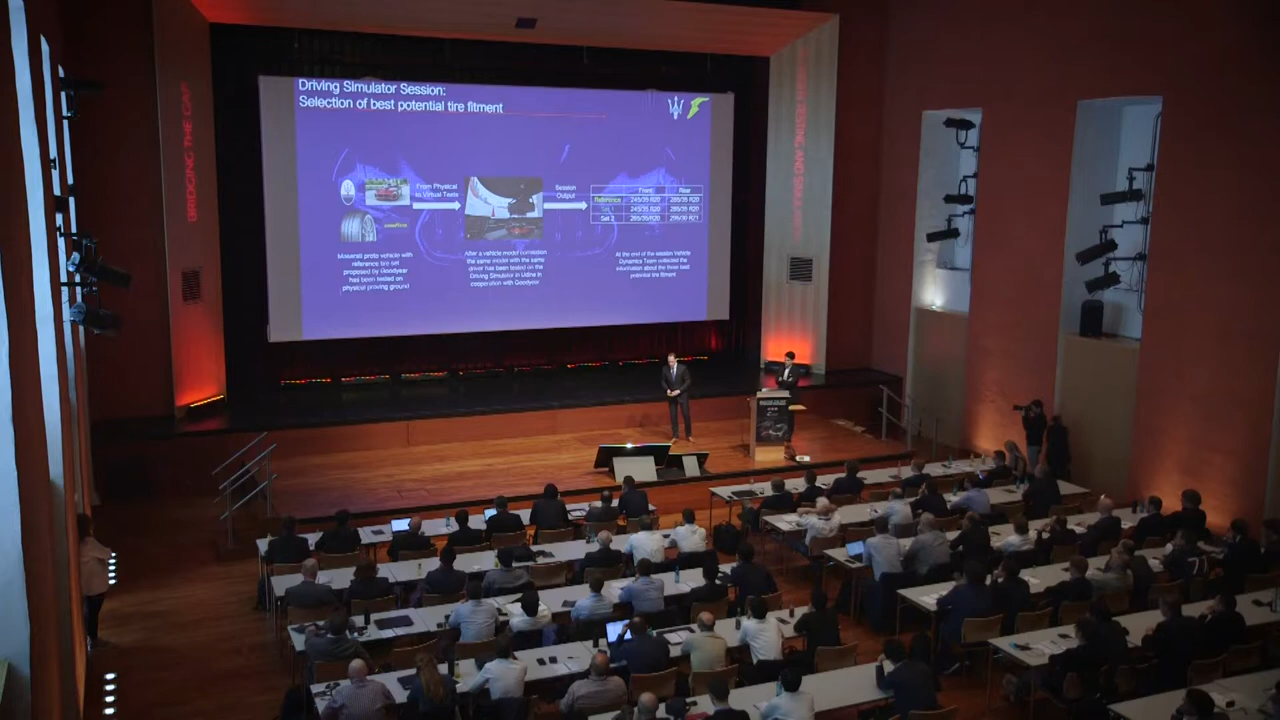 Driving Simulator Session:
Selection of best potential tire fitment
BRIDGING THE GAP
From Physical
to Virtual Tests
Session
Output
Front Rear
Reference 245/35 R20 285/35 R20
Set 1 265/35 R20 285/35 R20
Set 2 265/35/R20 295/30 R21
Maserati proto vehicle with
reference tire set
proposed by Goodyear
has been tested on
physical proving ground
After a vehicle model correlation
the same model with the same
driver has been tested on the
Driving Simulator in Udine in
cooperation with Goodyear
At the end of the session Vehicle
Dynamics Team collected the
information about the three best
potential tire fitment